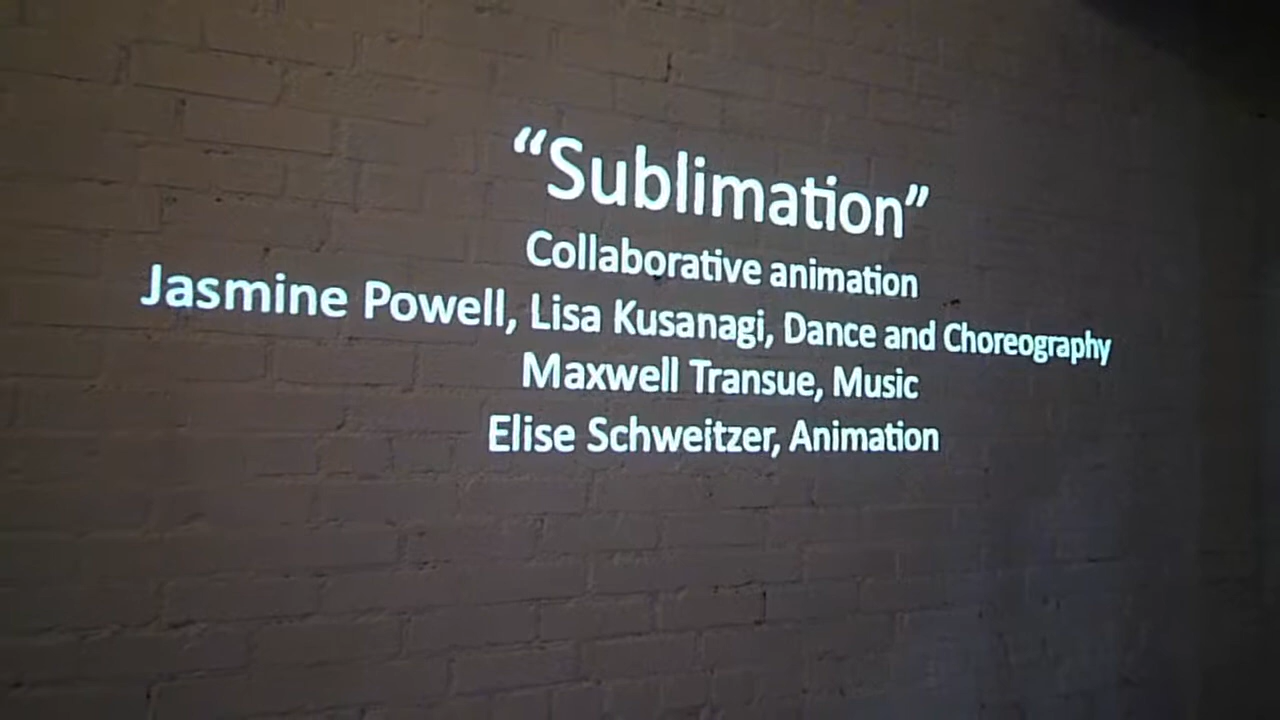 “Sublimation”
Collaborative animation
Jasmine Powell, Lisa Kusanagi, Dance and Choreography
Maxwell Transue, Music
Elise Schweitzer, Animation